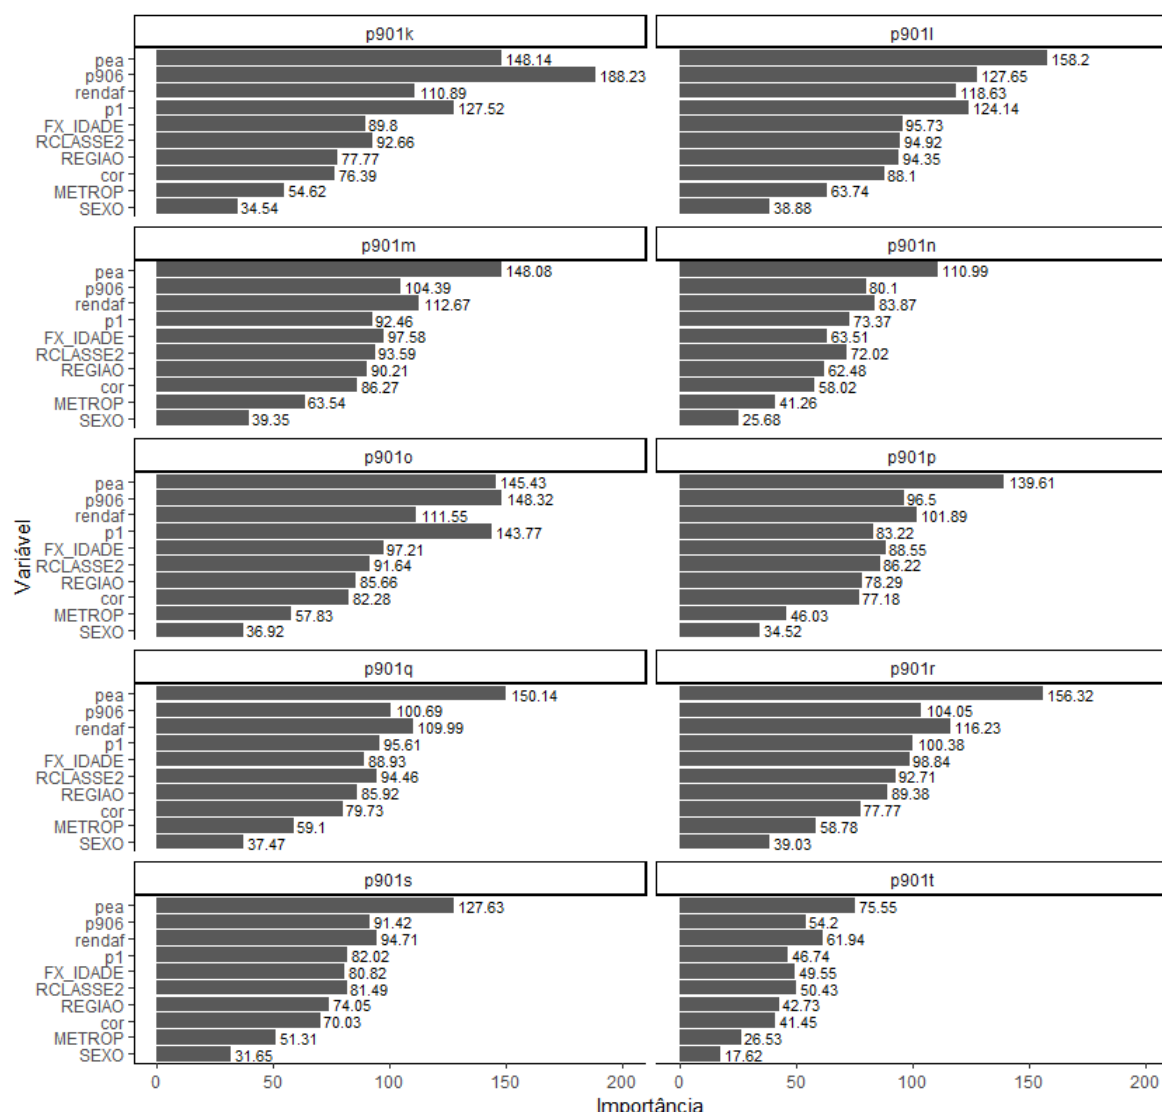 p901k
pea 148.14
p906 188.23
rendaf 110.89
p1 127.52
FX_IDADE 89.8
RCLASSE2 92.66
REGIAO 77.77
cor 76.39
METROP 54.62
SEXO 34.54
p901l
158.2
127.65
118.63
124.14
95.73
94.92
94.35
88.1
63.74
38.88
p901m
pea 148.08
p906 104.39
rendaf 112.67
p1 92.46
FX_IDADE 97.58
RCLASSE2 93.59
REGIAO 90.21
cor 86.27
METROP 63.54
SEXO 39.35
p901n
110.99
80.1
83.87
73.37
63.51
72.02
62.48
58.02
41.26
25.68
Variável
p901o
pea 145.43
p906 148.32
rendaf 111.55
p1 143.77
FX_IDADE 97.21
RCLASSE2 91.64
REGIAO 85.66
cor 82.28
METROP 57.83
SEXO 36.92
p901p
139.61
96.5
101.89
83.22
88.55
86.22
78.29
77.18
46.03
34.52
p901q
pea 150.14
p906 100.69
rendaf 109.99
p1 95.61
FX_IDADE 88.93
RCLASSE2 94.46
REGIAO 85.92
cor 79.73
METROP 59.1
SEXO 37.47
p901r
156.32
104.05
116.23
100.38
98.84
92.71
89.38
77.77
58.78
39.03
p901s
pea 127.63
p906 91.42
rendaf 94.71
p1 82.02
FX_IDADE 80.82
RCLASSE2 81.49
REGIAO 74.05
cor 70.03
METROP 51.31
SEXO 31.65
p901t
75.55
54.2
61.94
46.74
49.55
50.43
42.73
41.45
26.53
17.62
0 50 100 150 200
0 50 100 150 200
Importância